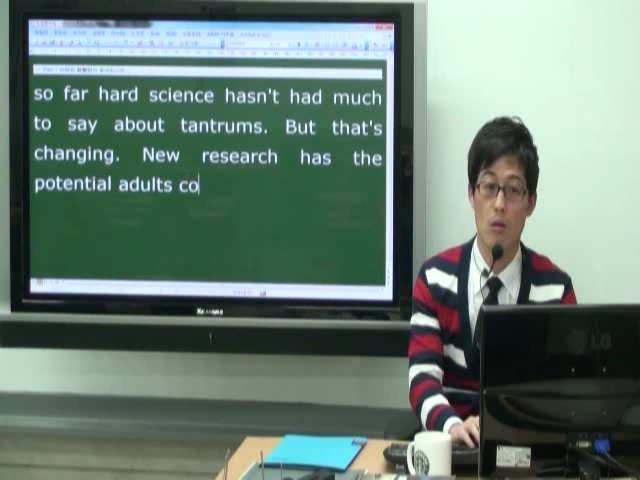 so far hard science hasn't had much
to say about tantrums. But that's
changing. New research has the
potential adults co
LG